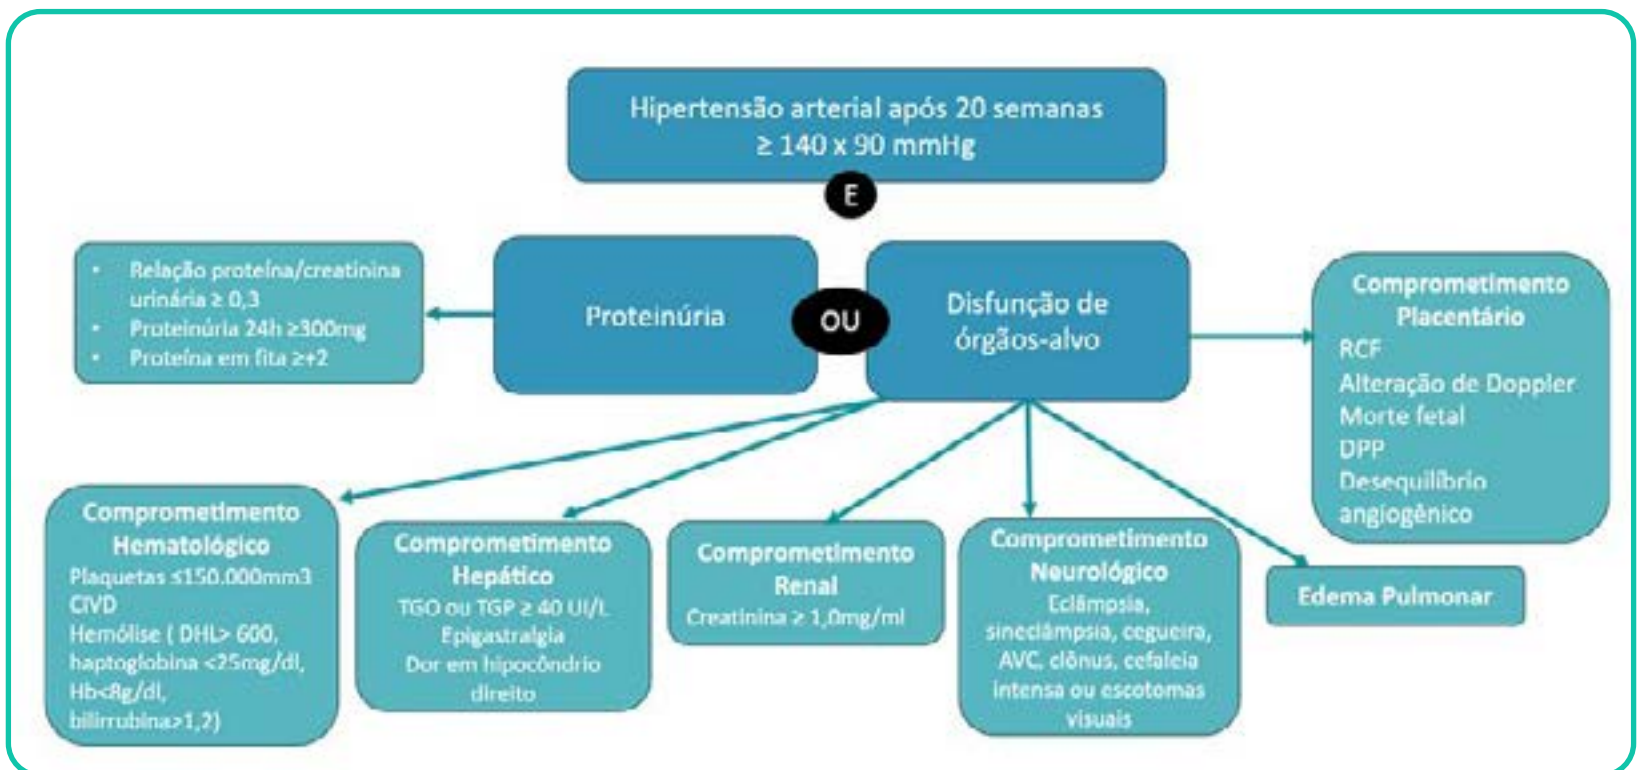 Hipertensão arterial após 20 semanas
≥ 140 x 90 mmHg
E
• Relação proteína/creatinina
urinária ≥ 0,3
• Proteinúria 24h ≥300mg
• Proteína em fita ≥+2
Proteinúria
OU
Disfunção de
órgãos-alvo
Comprometimento
Placentário
RCF
Alteração de Doppler
Morte fetal
DPP
Desequilíbrio
angiogênico
Comprometimento
Hematológico
Plaquetas ≤150.000mm3
CIVD
Hemólise ( DHL> 600,
haptoglobina <25mg/dl,
Hb<8g/dl,
bilirrubina>1,2)
Comprometimento
Hepático
TGO ou TGP ≥ 40 UI/L
Epigastralgia
Dor em hipocôndrio
direito
Comprometimento
Renal
Creatinina ≥ 1,0mg/ml
Comprometimento
Neurológico
Eclâmpsia,
sineclâmpsia, cegueira,
AVC, clônus, cefaleia
intensa ou escotomas
visuais
Edema Pulmonar